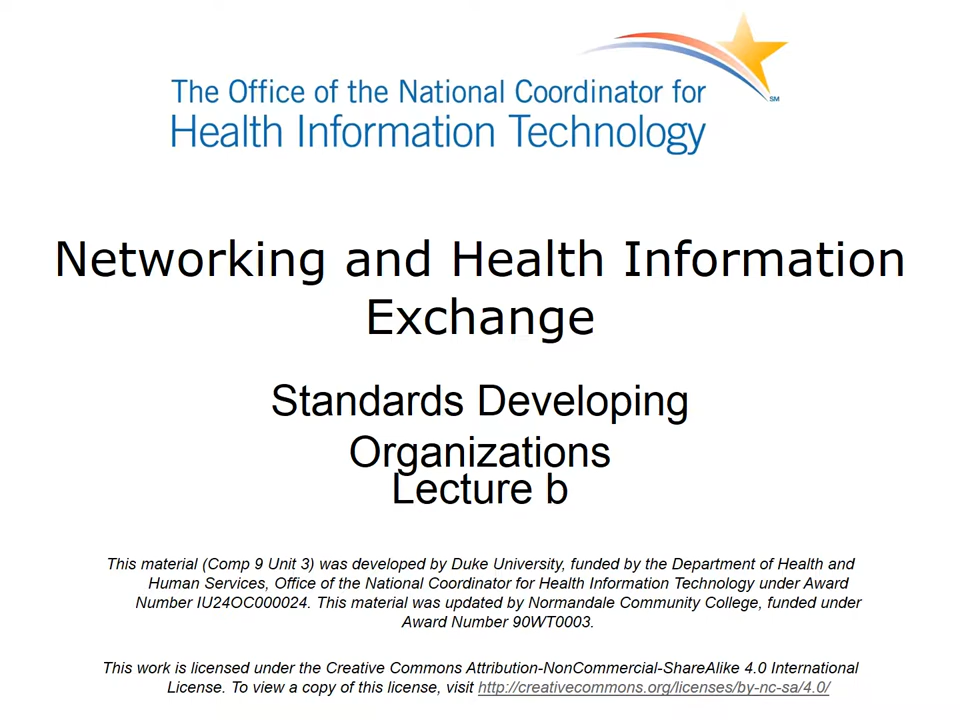 The Office of the National Coordinator for
Health Information Technology
SM
Networking and Health Information
Exchange
Standards Developing
Organizations
Lecture b
This material (Comp 9 Unit 3) was developed by Duke University, funded by the Department of Health and
Human Services, Office of the National Coordinator for Health Information Technology under Award
Number IU24OC000024. This material was updated by Normandale Community College, funded under
Award Number 90WT0003.
This work is licensed under the Creative Commons Attribution-NonCommercial-ShareAlike 4.0 International
License. To view a copy of this license, visit http://creativecommons.org/licenses/by-nc-sa/4.0/